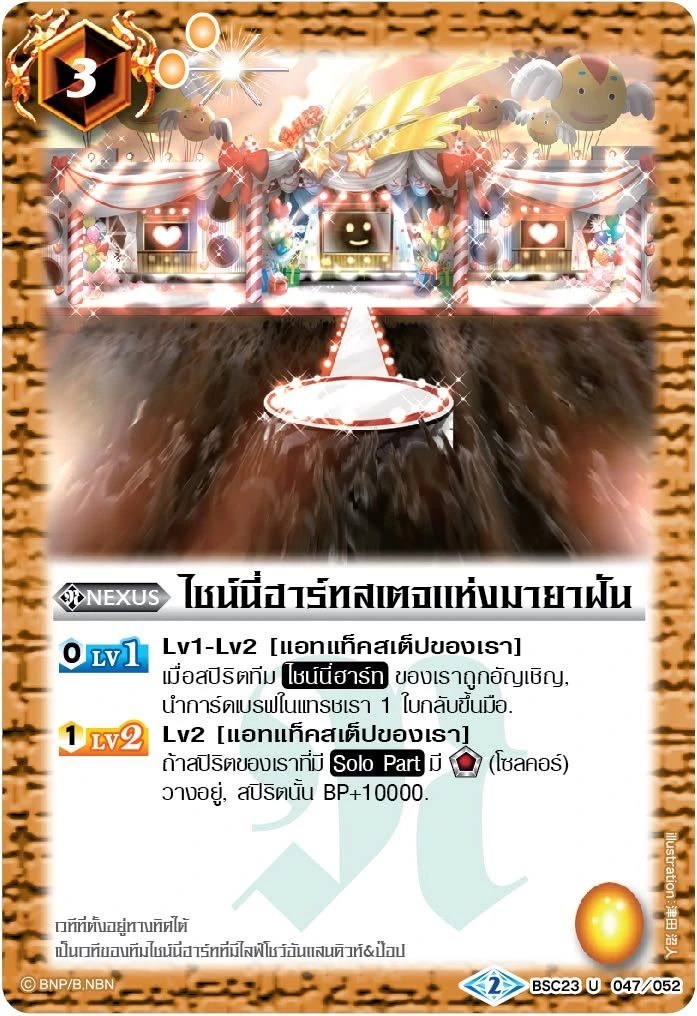 3
NEXUS ไชน์นี่ฮาร์ทสเตจแห่งมายาฝัน
0 LV1
Lv1-Lv2 [แอทแท็คสเต็ปของเรา]
เมื่อสปิริตทีม ไชน์นี่ฮาร์ท ของเราถูกอัญเชิญ,
นำการ์ดเบรฟในแทรชเรา 1 ใบกลับขึ้นมือ.
1 LV2
Lv2 [แอทแท็คสเต็ปของเรา]
ถ้าสปิริตของเราที่มี Solo Part มี (โซลคอร์)
วางอยู่, สปิริตนั้น BP+10000.
เวทีที่ตั้งอยู่ทางทิศใต้
เป็นเวทีของทีมไชน์นี่ฮาร์ทที่มีไลฟ์โชว์อันแสนคิวท์&ป๊อป
illustration:津田 沼人
© BNP/B,NBN
2
BSC23 U 047/052